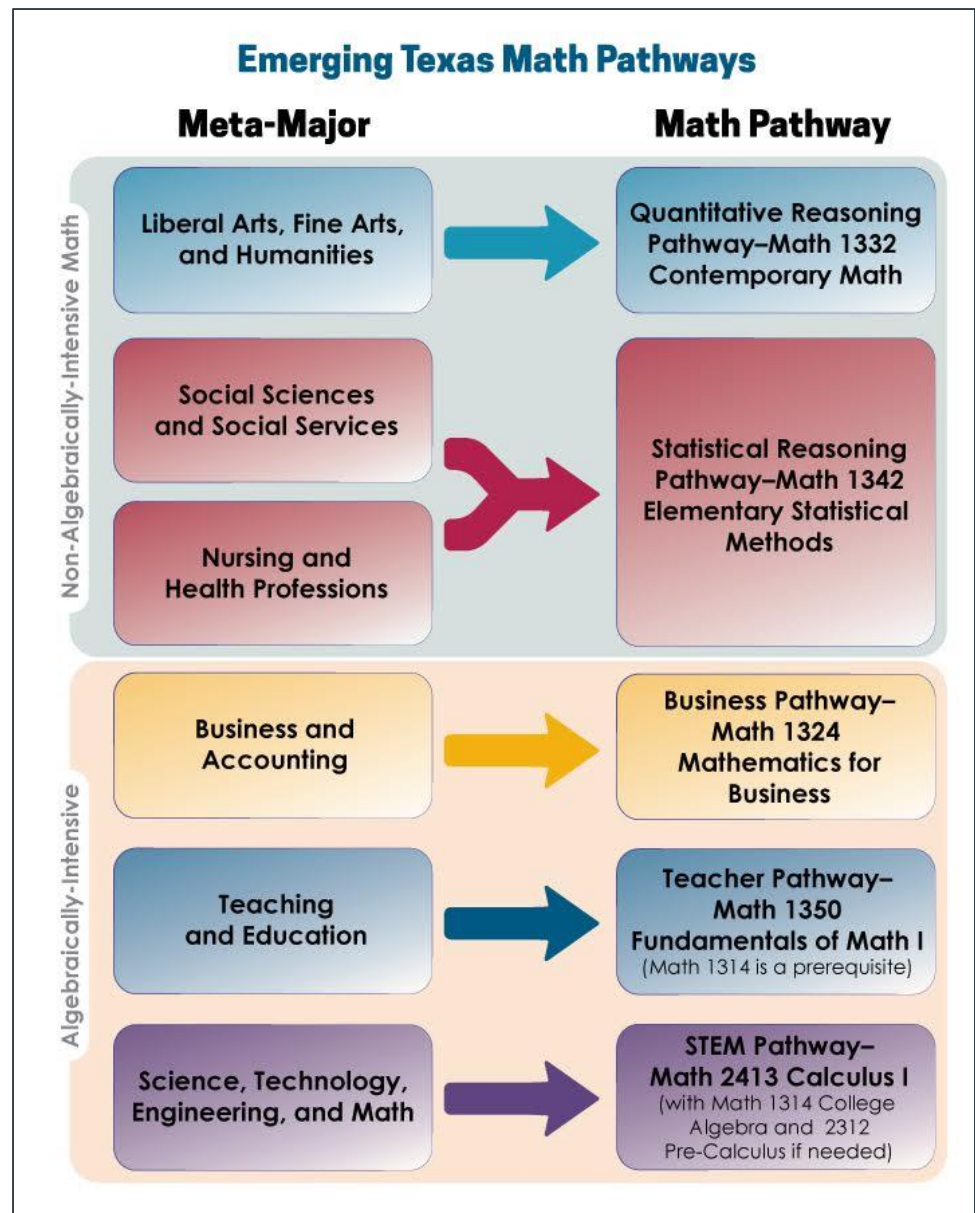 Emerging Texas Math Pathways
Meta-Major
Math Pathway
Non-Algebraically-Intensive Math
Liberal Arts, Fine Arts,
and Humanities
Quantitative Reasoning
Pathway–Math 1332
Contemporary Math
Social Sciences
and Social Services
Nursing and
Health Professions
Statistical Reasoning
Pathway–Math 1342
Elementary Statistical
Methods
Algebraically-Intensive
Business and
Accounting
Business Pathway–
Math 1324
Mathematics for
Business
Teaching
and Education
Teacher Pathway–
Math 1350
Fundamentals of Math I
(Math 1314 is a prerequisite)
Science, Technology,
Engineering, and Math
STEM Pathway–
Math 2413 Calculus I
(with Math 1314 College
Algebra and 2312
Pre-Calculus if needed)